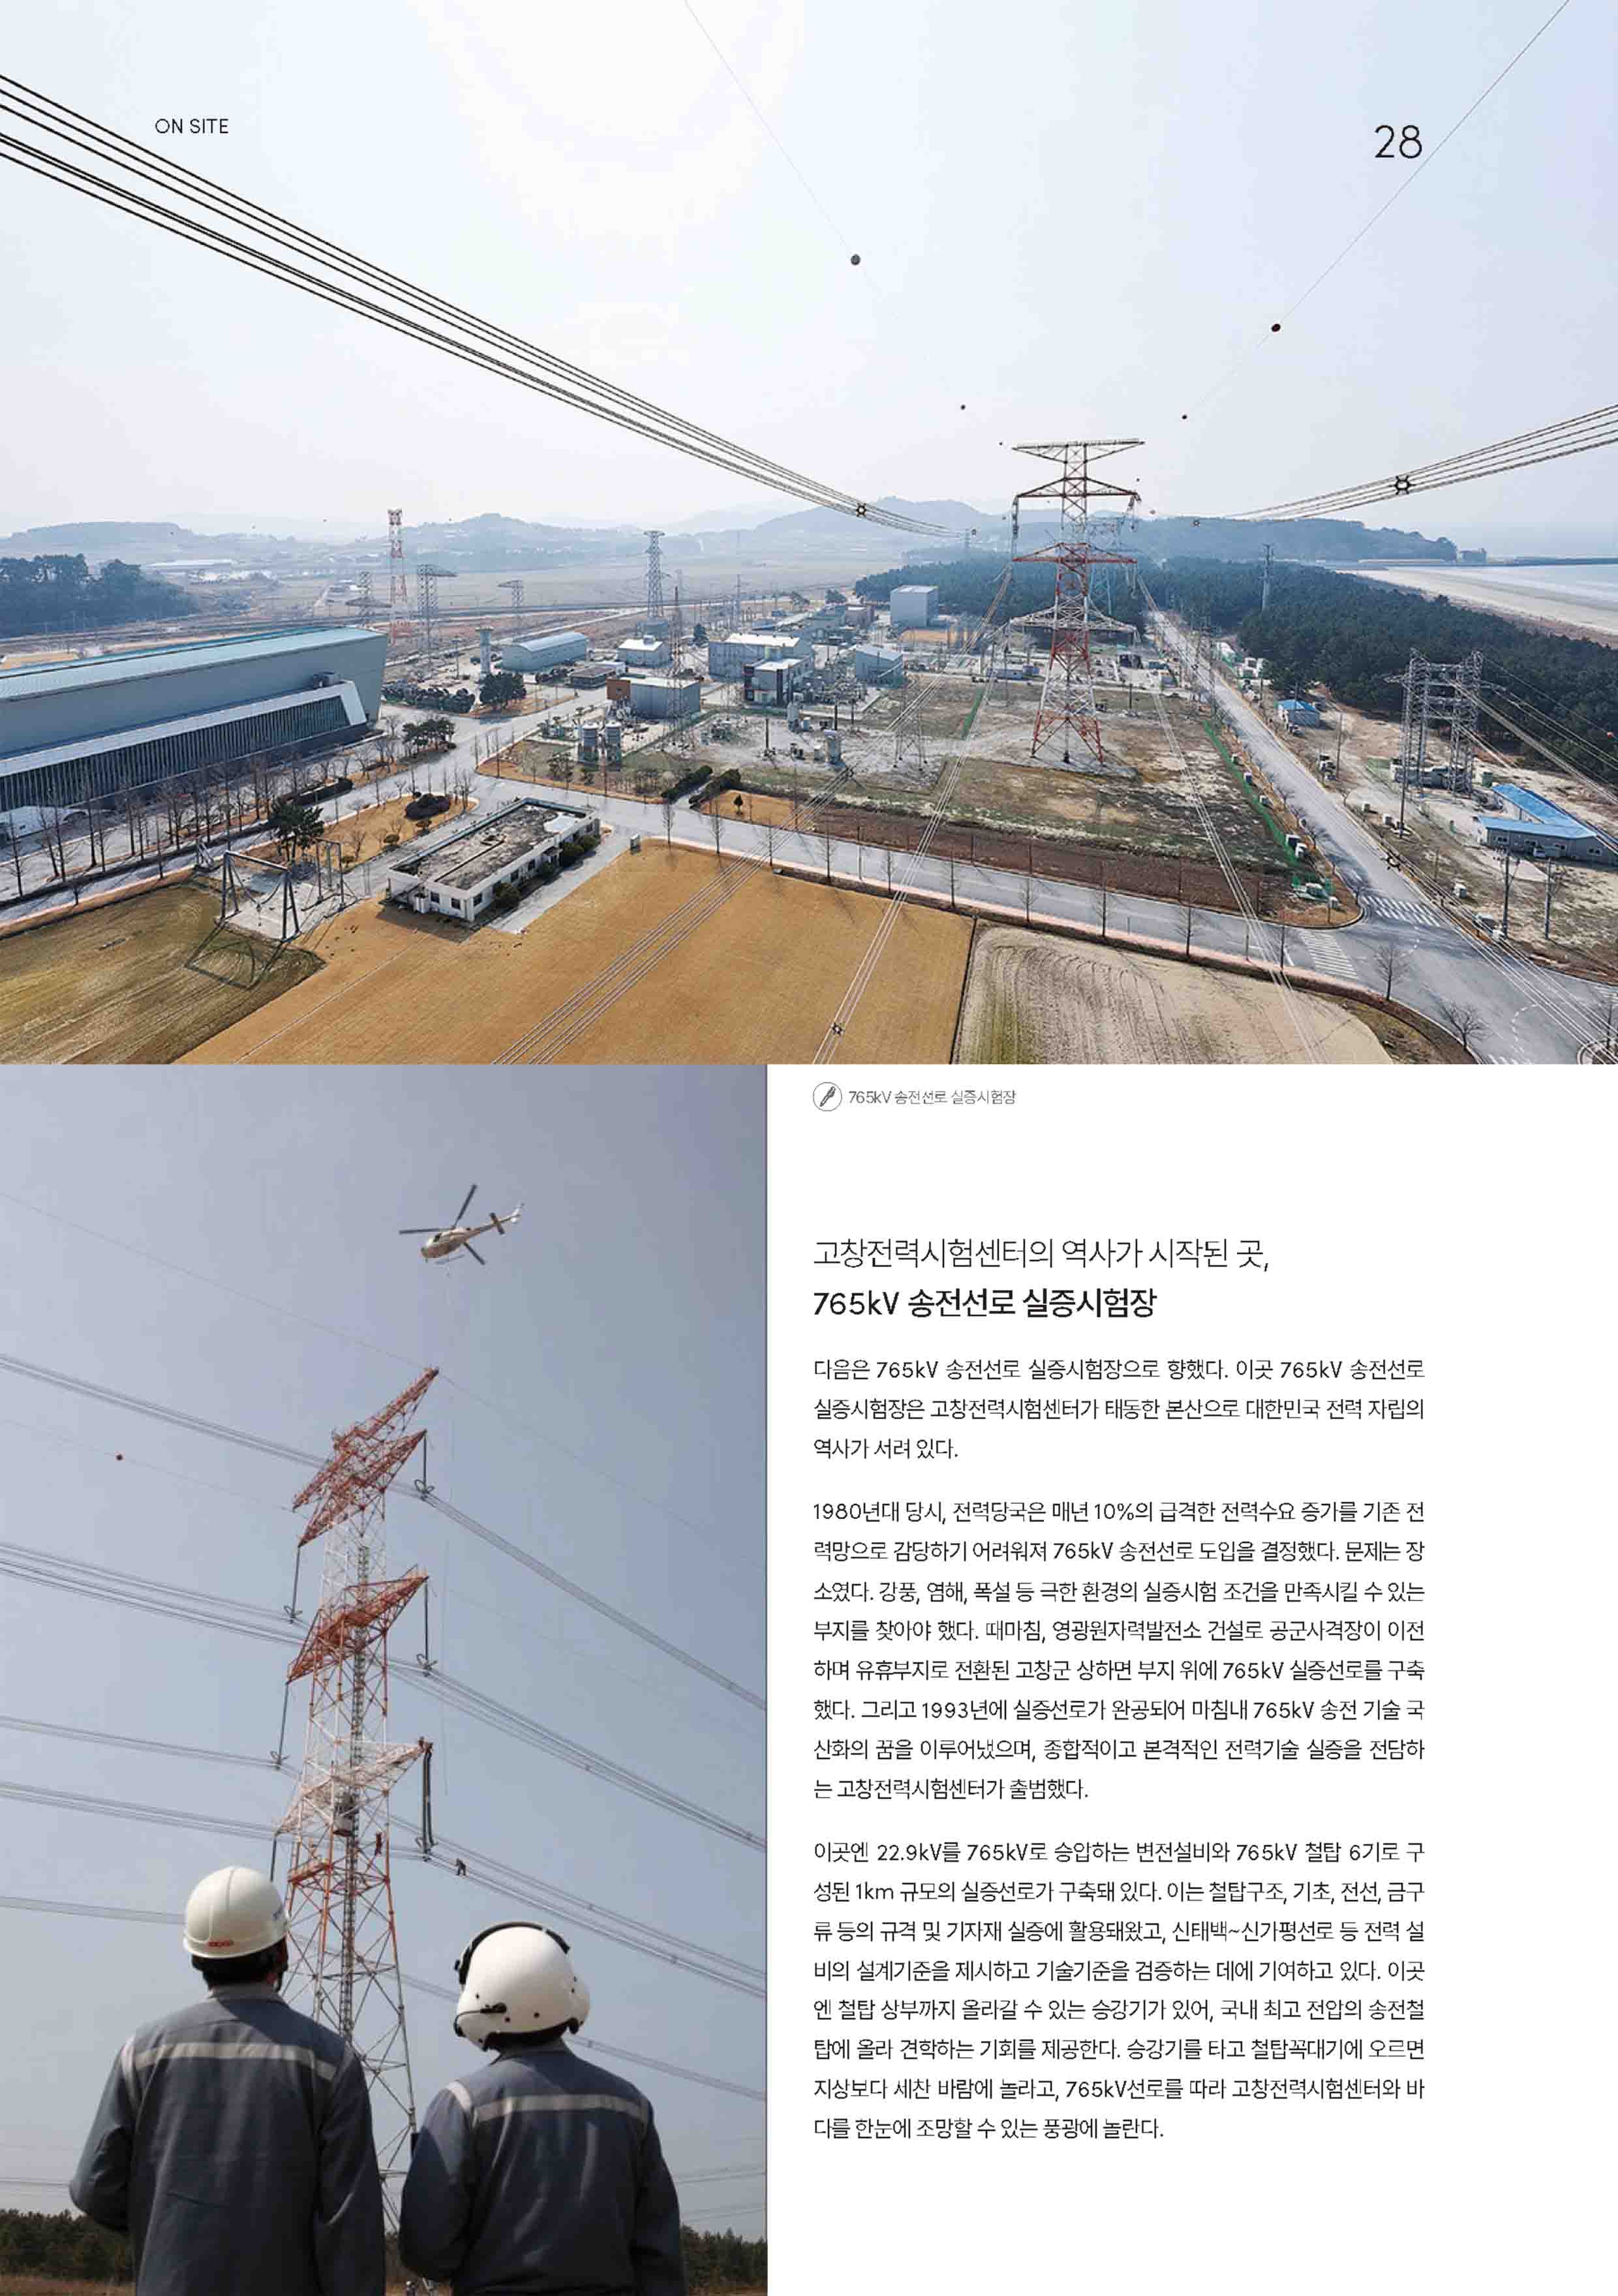 ON SITE
28
765kV 송전선로 실증시험장
고창전력시험센터의 역사가 시작된 곳,
765kV 송전선로 실증시험장
다음은 765kV 송전선로 실증시험장으로 향했다. 이곳 765kV 송전선로
실증시험장은 고창전력시험센터가 태동한 본산으로 대한민국 전력 자립의
역사가 서려 있다.
1980년대 당시, 전력당국은 매년 10%의 급격한 전력수요 증가를 기존 전
력망으로 감당하기 어려워져 765kV 송전선로 도입을 결정했다. 문제는 장
소였다. 강풍, 염해, 폭설 등 극한 환경의 실증시험 조건을 만족시킬 수 있는
부지를 찾아야 했다. 때마침, 영광원자력발전소 건설로 공군사격장이 이전
하며 유휴부지로 전환된 고창군 상하면 부지 위에 765kV 실증선로를 구축
했다. 그리고 1993년에 실증선로가 완공되어 마침내 765kV 송전 기술 국
산화의 꿈을 이루어냈으며, 종합적이고 본격적인 전력기술 실증을 전담하
는 고창전력시험센터가 출범했다.
이곳엔 22.9kV를 765kV로 승압하는 변전설비와 765kV 철탑 6기로 구
성된 1km 규모의 실증선로가 구축돼 있다. 이는 철탑구조, 기초, 전선, 금구
류 등의 규격 및 기자재 실증에 활용돼왔고, 신태백~신가평선로 등 전력 설
비의 설계기준을 제시하고 기술기준을 검증하는 데에 기여하고 있다. 이곳
엔 철탑 상부까지 올라갈 수 있는 승강기가 있어, 국내 최고 전압의 송전철
탑에 올라 견학하는 기회를 제공한다. 승강기를 타고 철탑꼭대기에 오르면
지상보다 세찬 바람에 놀라고, 765kV선로를 따라 고창전력시험센터와 바
다를 한눈에 조망할 수 있는 풍광에 놀란다.